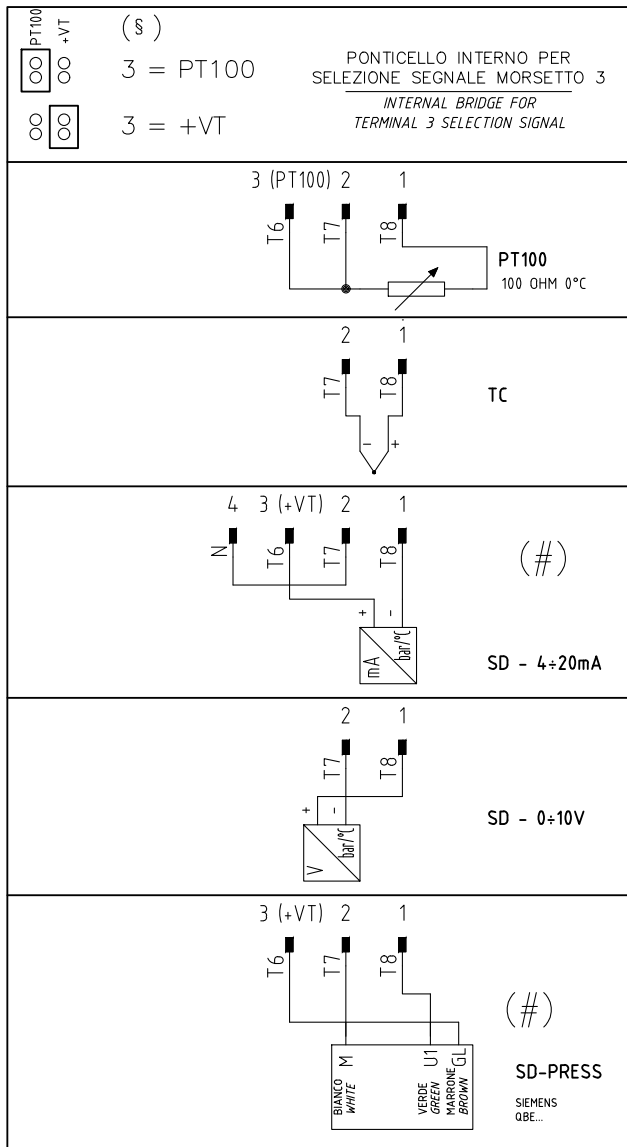 PT100
+VT
(§)
3 = PT100
3 = +VT
PONTICELLO INTERNO PER
SELEZIONE SEGNALE MORSETTO 3
INTERNAL BRIDGE FOR
TERMINAL 3 SELECTION SIGNAL
3 (PT100) 2 1
T6 T7 T8
PT100
100 OHM 0°C
2 1
T7 T8
TC
- +
4 3 (+VT) 2 1
N T6 T7 T8
(#)
+ -
mA bar/°C
SD - 4÷20mA
2 1
T7 T8
+ -
V bar/°C
SD - 0÷10V
3 (+VT) 2 1
T6 T7 T8
(#)
M U1 GL
BIANCO
WHITE
VERDE
GREEN
MARRONE
BROWN
SD-PRESS
SIEMENS
QBE...